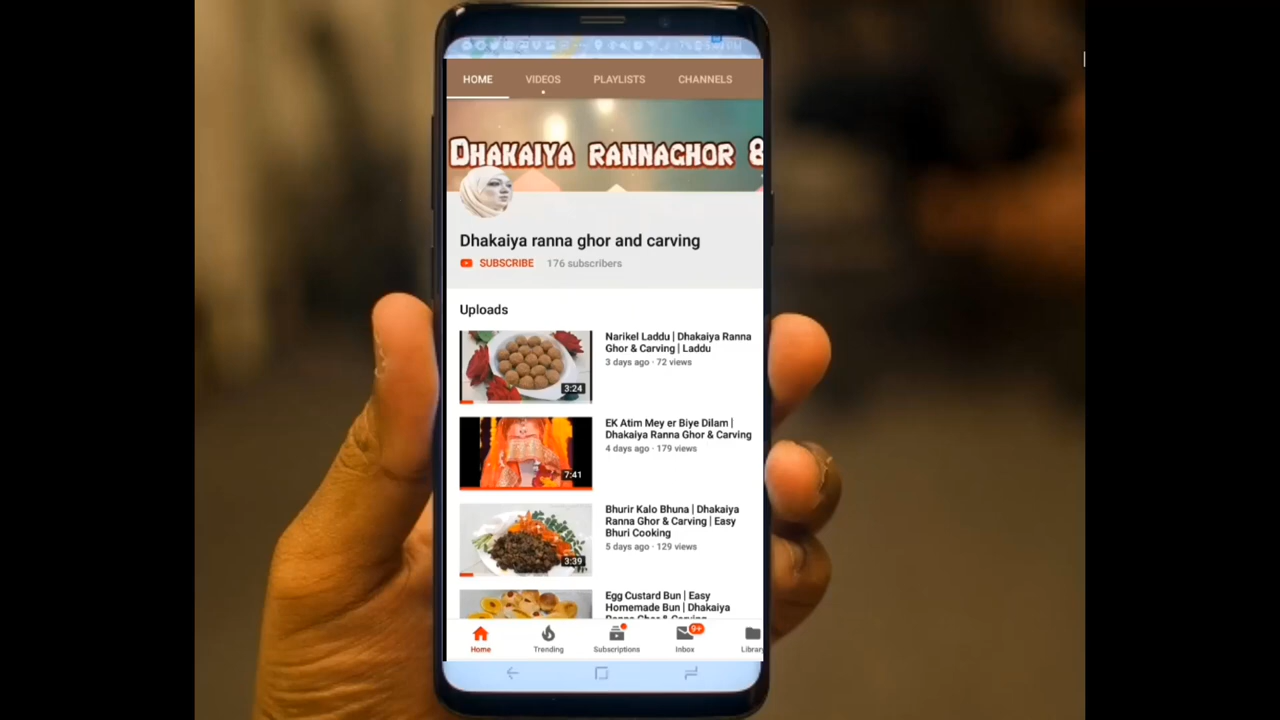 HOME VIDEOS PLAYLISTS CHANNELS
DHAKAIYA RANNAGHOR &
Dhakaiya ranna ghor and carving
SUBSCRIBE 176 subscribers
Uploads
Narikel Laddu | Dhakaiya Ranna
Ghor & Carving | Laddu
3 days ago · 72 views
3:24
EK Atim Mey er Biye Dilam |
Dhakaiya Ranna Ghor & Carving
4 days ago · 179 views
7:41
Bhurir Kalo Bhuna | Dhakaiya
Ranna Ghor & Carving | Easy
Bhuri Cooking
5 days ago · 129 views
3:39
Egg Custard Bun | Easy
Homemade Bun | Dhakaiya
Ranna Ghor & Carving
9+
Home Trending Subscriptions Inbox Library